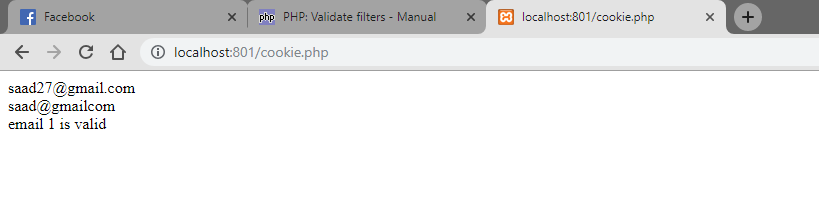 Facebook
php PHP: Validate filters - Manual
localhost:801/cookie.php
localhost:801/cookie.php
saad27@gmail.com
saad@gmailcom
email 1 is valid